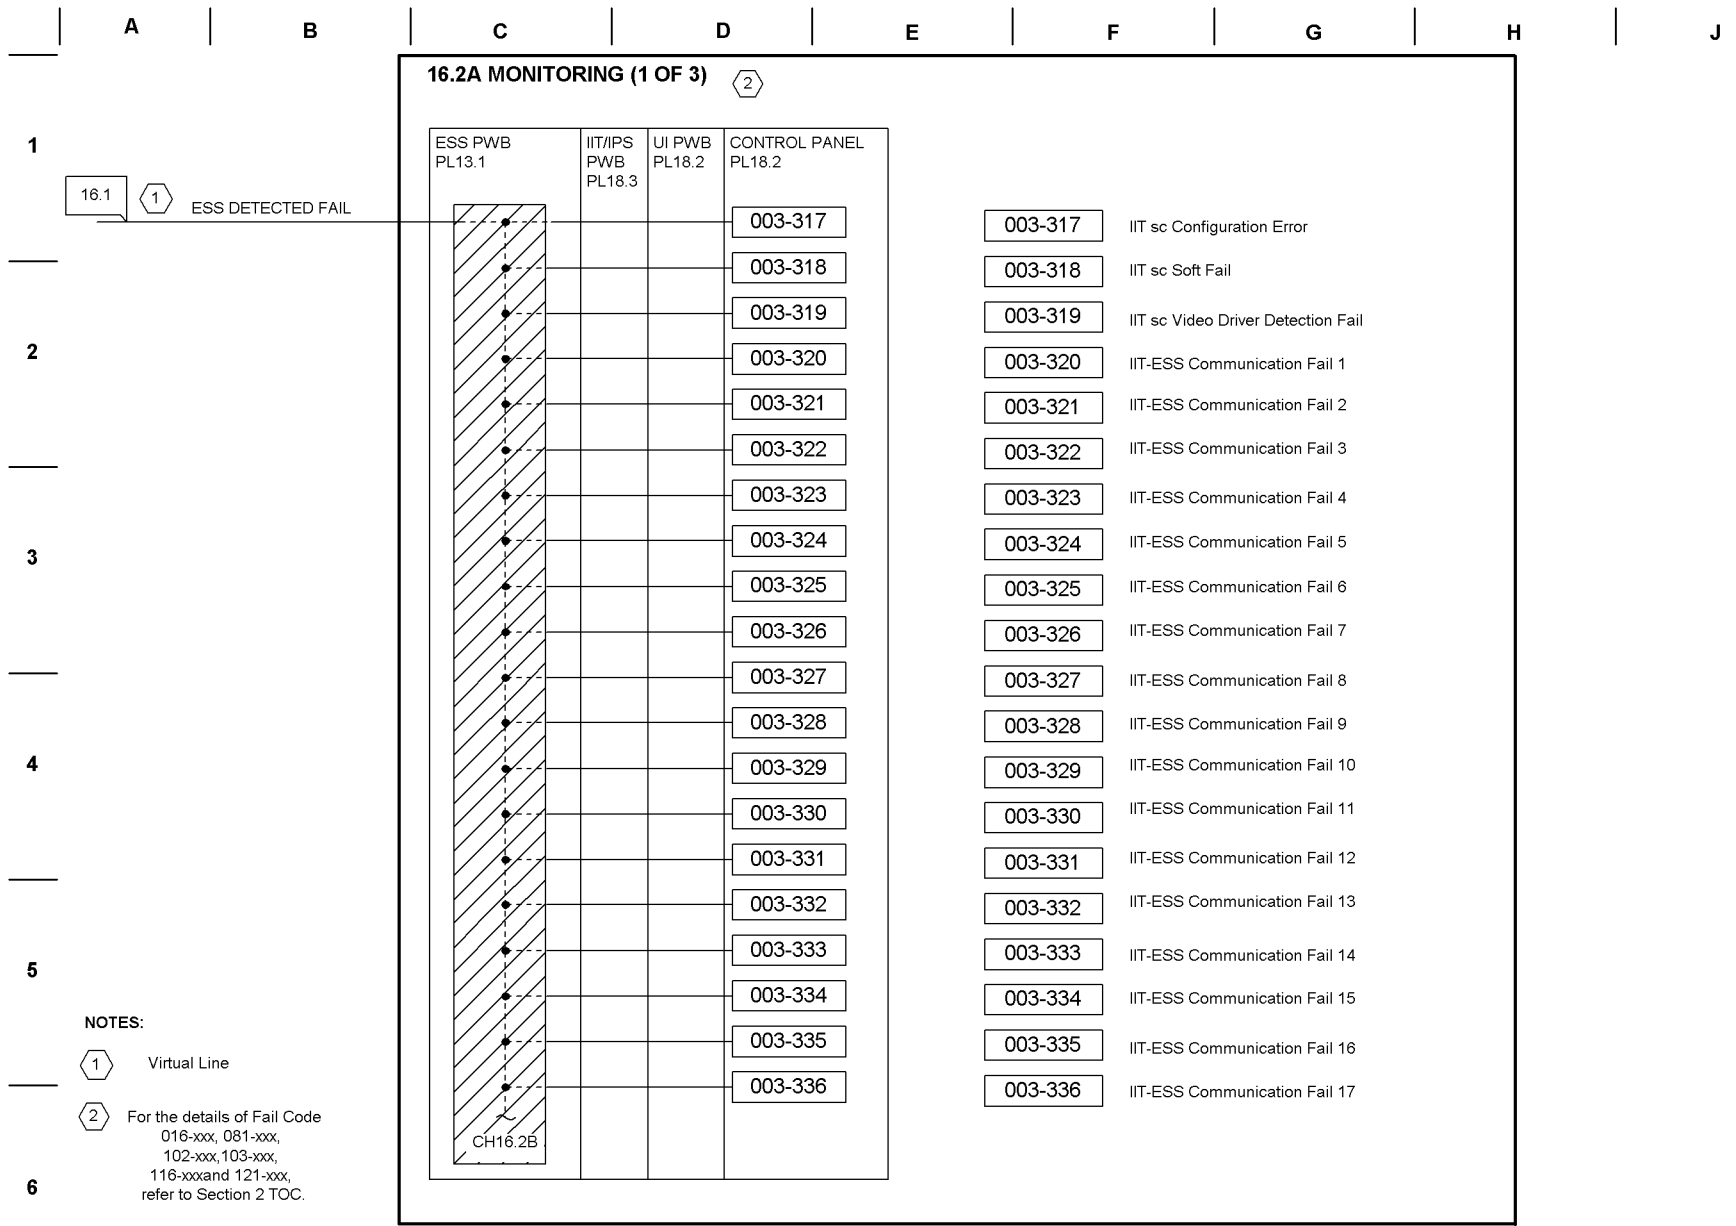 A B C D E F G H J
16.2A MONITORING (1 OF 3) 2
1
ESS PWB
PL13.1
IIT/IPS
PWB
PL18.3
UI PWB
PL18.2
CONTROL PANEL
PL18.2
16.1 1 ESS DETECTED FAIL
003-317 003-317 IIT sc Configuration Error
003-318 003-318 IIT sc Soft Fail
003-319 003-319 IIT sc Video Driver Detection Fail
2
003-320 003-320 IIT-ESS Communication Fail 1
003-321 003-321 IIT-ESS Communication Fail 2
003-322 003-322 IIT-ESS Communication Fail 3
003-323 003-323 IIT-ESS Communication Fail 4
003-324 003-324 IIT-ESS Communication Fail 5
3
003-325 003-325 IIT-ESS Communication Fail 6
003-326 003-326 IIT-ESS Communication Fail 7
003-327 003-327 IIT-ESS Communication Fail 8
003-328 003-328 IIT-ESS Communication Fail 9
4
003-329 003-329 IIT-ESS Communication Fail 10
003-330 003-330 IIT-ESS Communication Fail 11
003-331 003-331 IIT-ESS Communication Fail 12
003-332 003-332 IIT-ESS Communication Fail 13
003-333 003-333 IIT-ESS Communication Fail 14
5
003-334 003-334 IIT-ESS Communication Fail 15
003-335 003-335 IIT-ESS Communication Fail 16
003-336 003-336 IIT-ESS Communication Fail 17
CH16.2B
NOTES:
1 Virtual Line
2 For the details of Fail Code
016-xxx, 081-xxx,
102-xxx,103-xxx,
116-xxxand 121-xxx,
refer to Section 2 TOC.
6